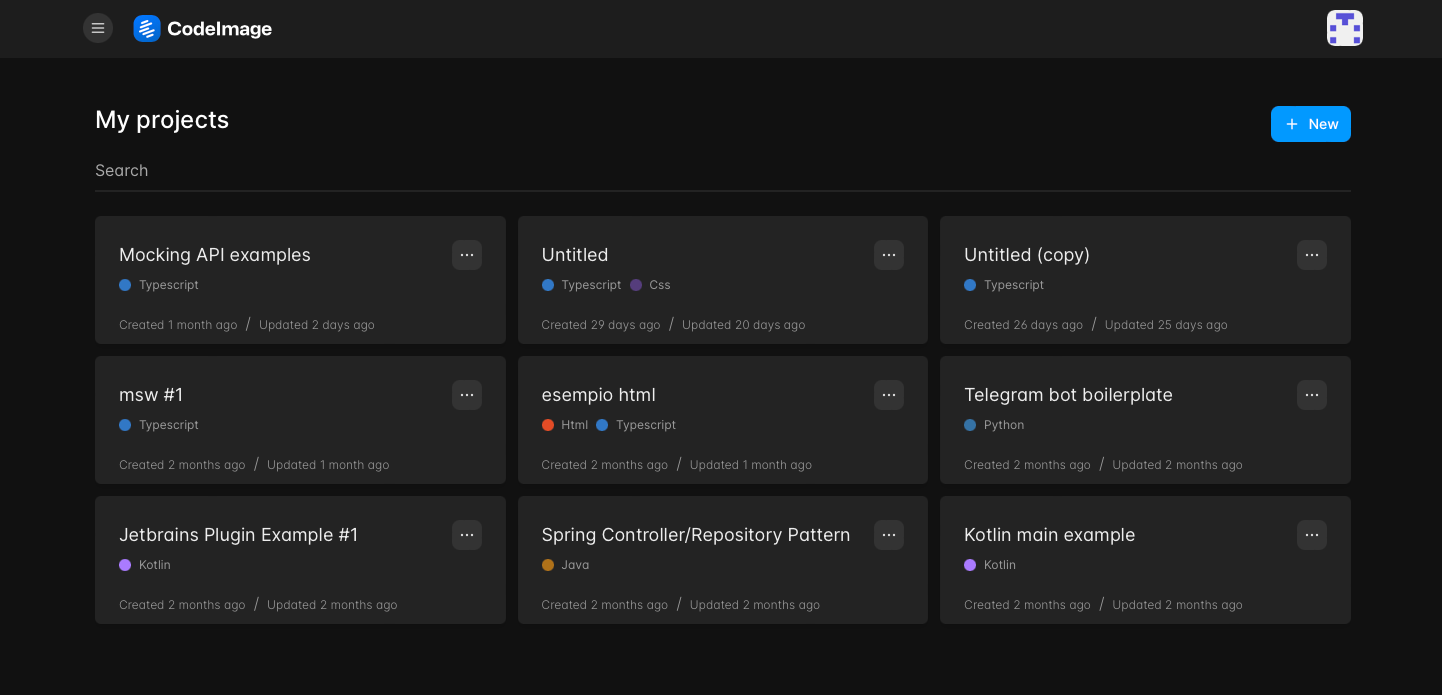 CodeImage
My projects
New
Search
Mocking API examples
Typescript
Created 1 month ago / Updated 2 days ago
Untitled
Typescript Css
Created 29 days ago / Updated 20 days ago
Untitled (copy)
Typescript
Created 26 days ago / Updated 25 days ago
msw #1
Typescript
Created 2 months ago / Updated 1 month ago
esempio html
Html Typescript
Created 2 months ago / Updated 1 month ago
Telegram bot boilerplate
Python
Created 2 months ago / Updated 2 months ago
Jetbrains Plugin Example #1
Kotlin
Created 2 months ago / Updated 2 months ago
Spring Controller/Repository Pattern
Java
Created 2 months ago / Updated 2 months ago
Kotlin main example
Kotlin
Created 2 months ago / Updated 2 months ago